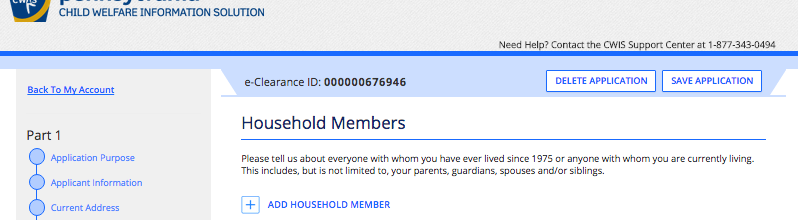 CWIS
pennsylvania
CHILD WELFARE INFORMATION SOLUTION
Need Help? Contact the CWIS Support Center at 1-877-343-0494
Back To My Account
e-Clearance ID: 000000676946
DELETE APPLICATION
SAVE APPLICATION
Part 1
Application Purpose
Applicant Information
Current Address
Household Members
Please tell us about everyone with whom you have ever lived since 1975 or anyone with whom you are currently living.
This includes, but is not limited to, your parents, guardians, spouses and/or siblings.
ADD HOUSEHOLD MEMBER